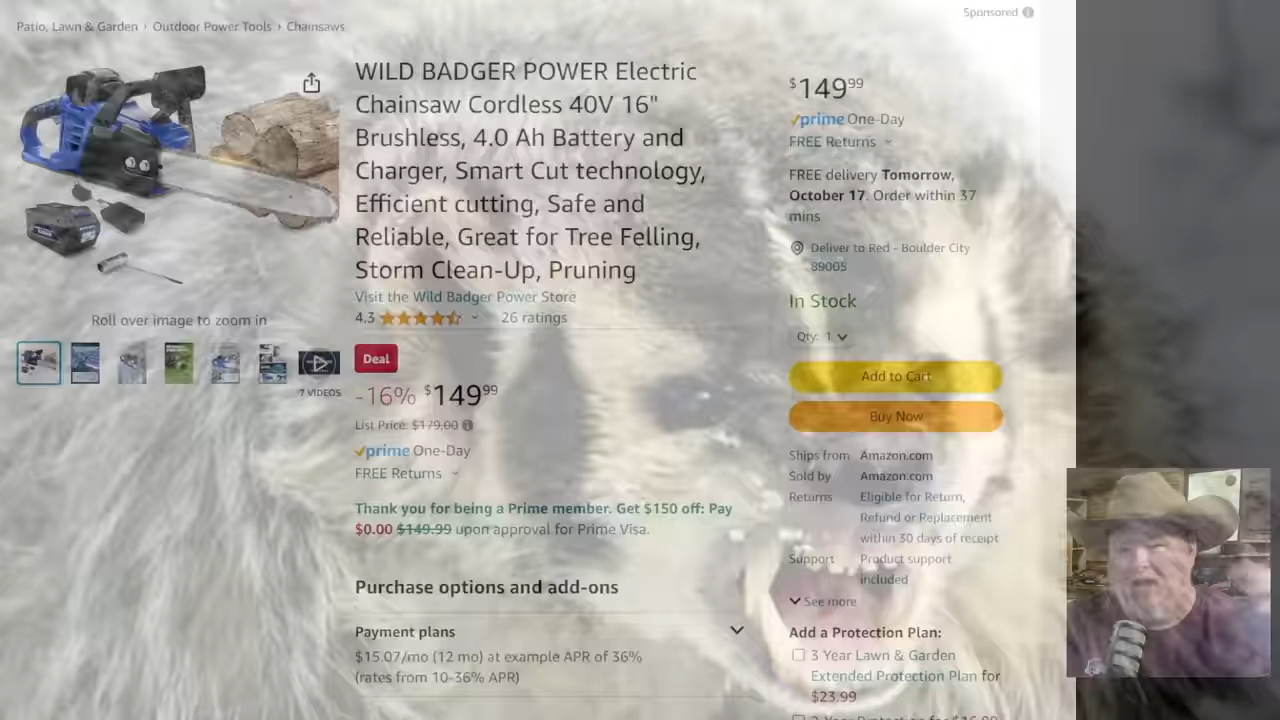 Sponsored
Patio, Lawn & Garden › Outdoor Power Tools › Chainsaws
WILD BADGER POWER Electric
Chainsaw Cordless 40V 16"
Brushless, 4.0 Ah Battery and
Charger, Smart Cut technology,
Efficient cutting, Safe and
Reliable, Great for Tree Felling,
Storm Clean-Up, Pruning
Visit the Wild Badger Power Store
4.3 26 ratings
Roll over image to zoom in
7 VIDEOS
Deal
-16% $149.99
List Price: $179.00
prime One-Day
FREE Returns
Thank you for being a Prime member. Get $150 off: Pay
$0.00 $149.99 upon approval for Prime Visa.
Purchase options and add-ons
Payment plans
$15.07/mo (12 mo) at example APR of 36%
(rates from 10-36% APR)
$149.99
prime One-Day
FREE Returns
FREE delivery Tomorrow,
October 17. Order within 37
mins
Deliver to Red - Boulder City
89005
In Stock
Qty: 1
Add to Cart
Buy Now
Ships from Amazon.com
Sold by Amazon.com
Returns Eligible for Return,
Refund or Replacement
within 30 days of receipt
Support Product support
included
See more
Add a Protection Plan:
3 Year Lawn & Garden
Extended Protection Plan for
$23.99